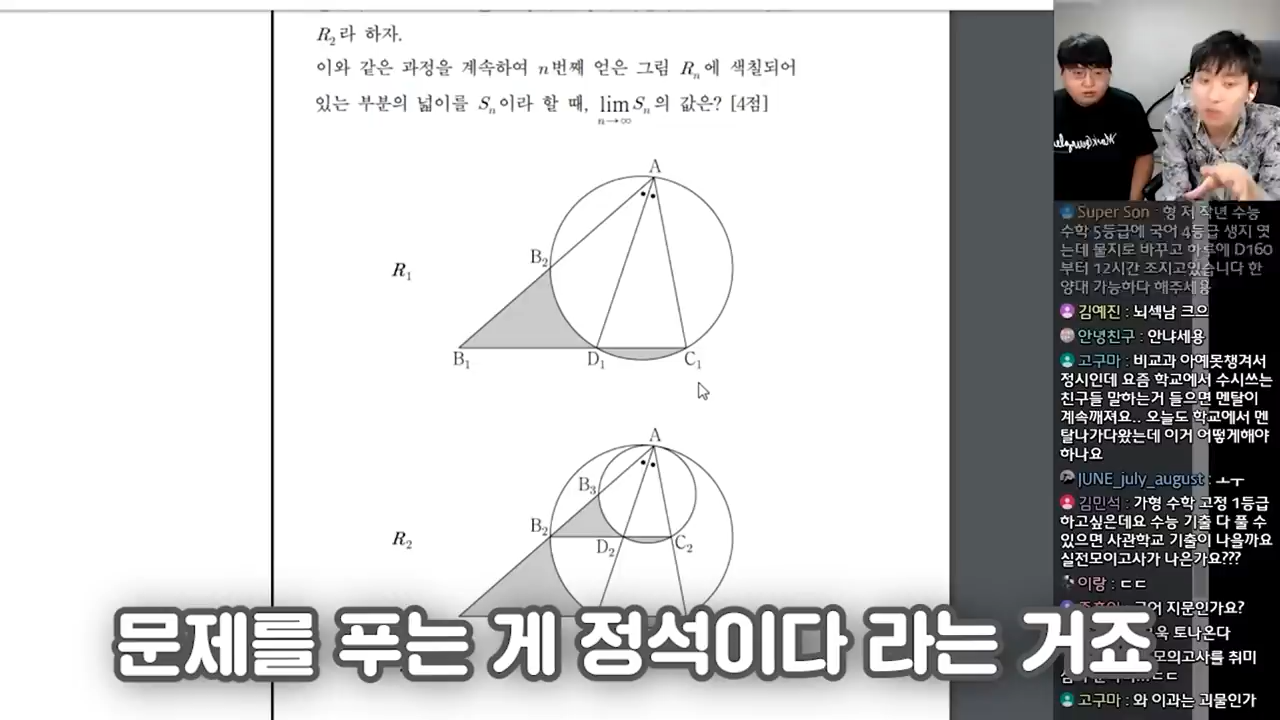 R₂라 하자.
이와 같은 과정을 계속하여 n번째 얻은 그림 Rₙ에 색칠되어
있는 부분의 넓이를 Sₙ이라 할 때, lim Sₙ의 값은? [4점]
n→∞
A
B₂
R₁
B₁
D₁
C₁
A
B₃
B₂
R₂
D₂
C₂
문제를 푸는 게 정석이다 라는 거죠
Super Son : 형 저 작년 수능
수학 5등급에 국어 4등급 생지 엿
는데 물지로 바꾸고 하루에 D160
부터 12시간 조지고있습니다 한
양대 가능하다 해주세용
김예진 : 뇌섹남 크으
안녕친구 : 안냐세용
고구마 : 비교과 아예못챙겨서
정시인데 요즘 학교에서 수시쓰는
친구들 말하는거 들으면 멘탈이
계속깨져요.. 오늘도 학교에서 멘
탈나가다왔는데 이거 어떻게해야
하나요
JUNE_july_august : ㅗㅜ
김민석 : 가형 수학 고정 1등급
하고싶은데요 수능 기출 다 풀 수
있으면 사관학교 기출이 나을까요
실전모의고사가 나은가요???
이랑 : ㄷㄷ
지문인가요?
토나온다
모의고사를 취미
고구마 : 와 이과는 괴물인가